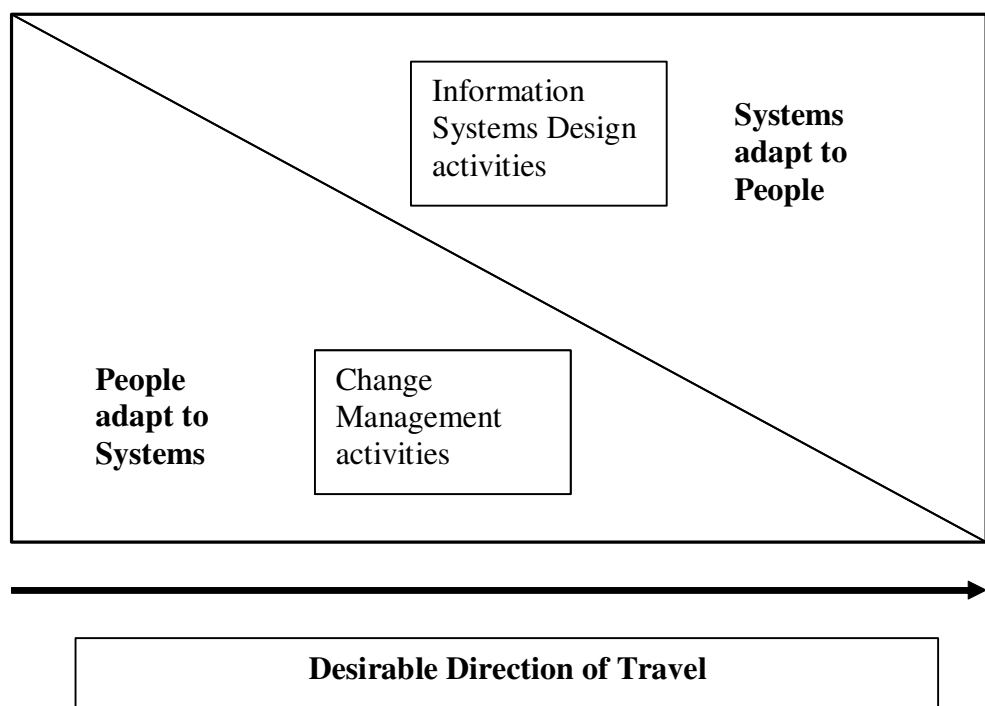 Information
Systems Design
activities
Systems
adapt to
People
People
adapt to
Systems
Change
Management
activities
Desirable Direction of Travel